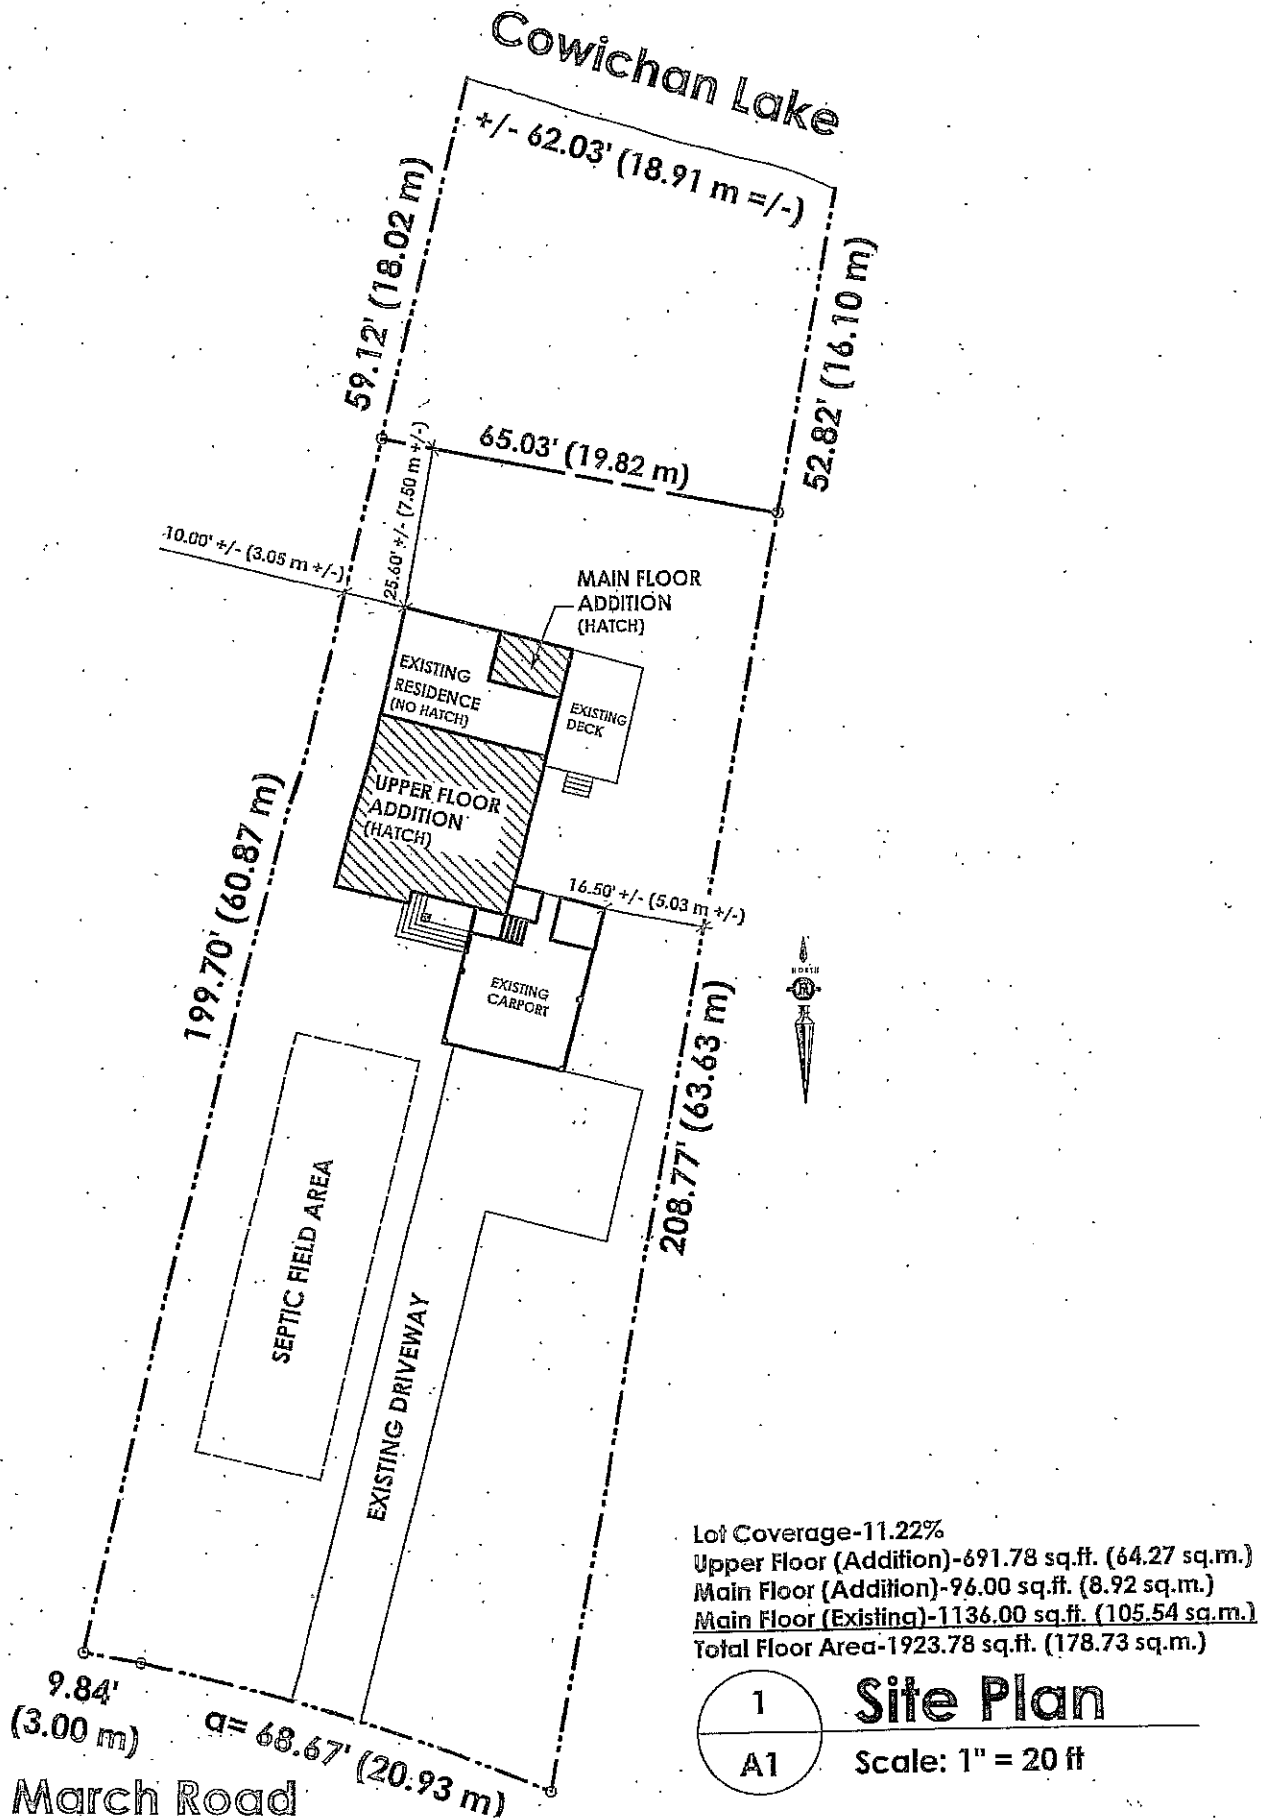 Cowichan Lake
+/- 62.03' (18.91 m =/-)
59.12' (18.02 m)
52.82' (16.10 m)
65.03' (19.82 m)
10.00' +/- (3.05 m +/-)
25.60' +/- (7.50 m +/-)
MAIN FLOOR
ADDITION
(HATCH)
EXISTING
RESIDENCE
(NO HATCH)
EXISTING
DECK
UPPER FLOOR
ADDITION
(HATCH)
199.70' (60.87 m)
16.50' +/- (5.03 m +/-)
NORTH
EXISTING
CARPORT
208.77' (63.63 m)
SEPTIC FIELD AREA
EXISTING DRIVEWAY
Lot Coverage-11.22%
Upper Floor (Addition)-691.78 sq.ft. (64.27 sq.m.)
Main Floor (Addition)-96.00 sq.ft. (8.92 sq.m.)
Main Floor (Existing)-1136.00 sq.ft. (105.54 sq.m.)
Total Floor Area-1923.78 sq.ft. (178.73 sq.m.)
9.84'
(3.00 m)
a= 68.67' (20.93 m)
March Road
1
Site Plan
A1
Scale: 1" = 20 ft